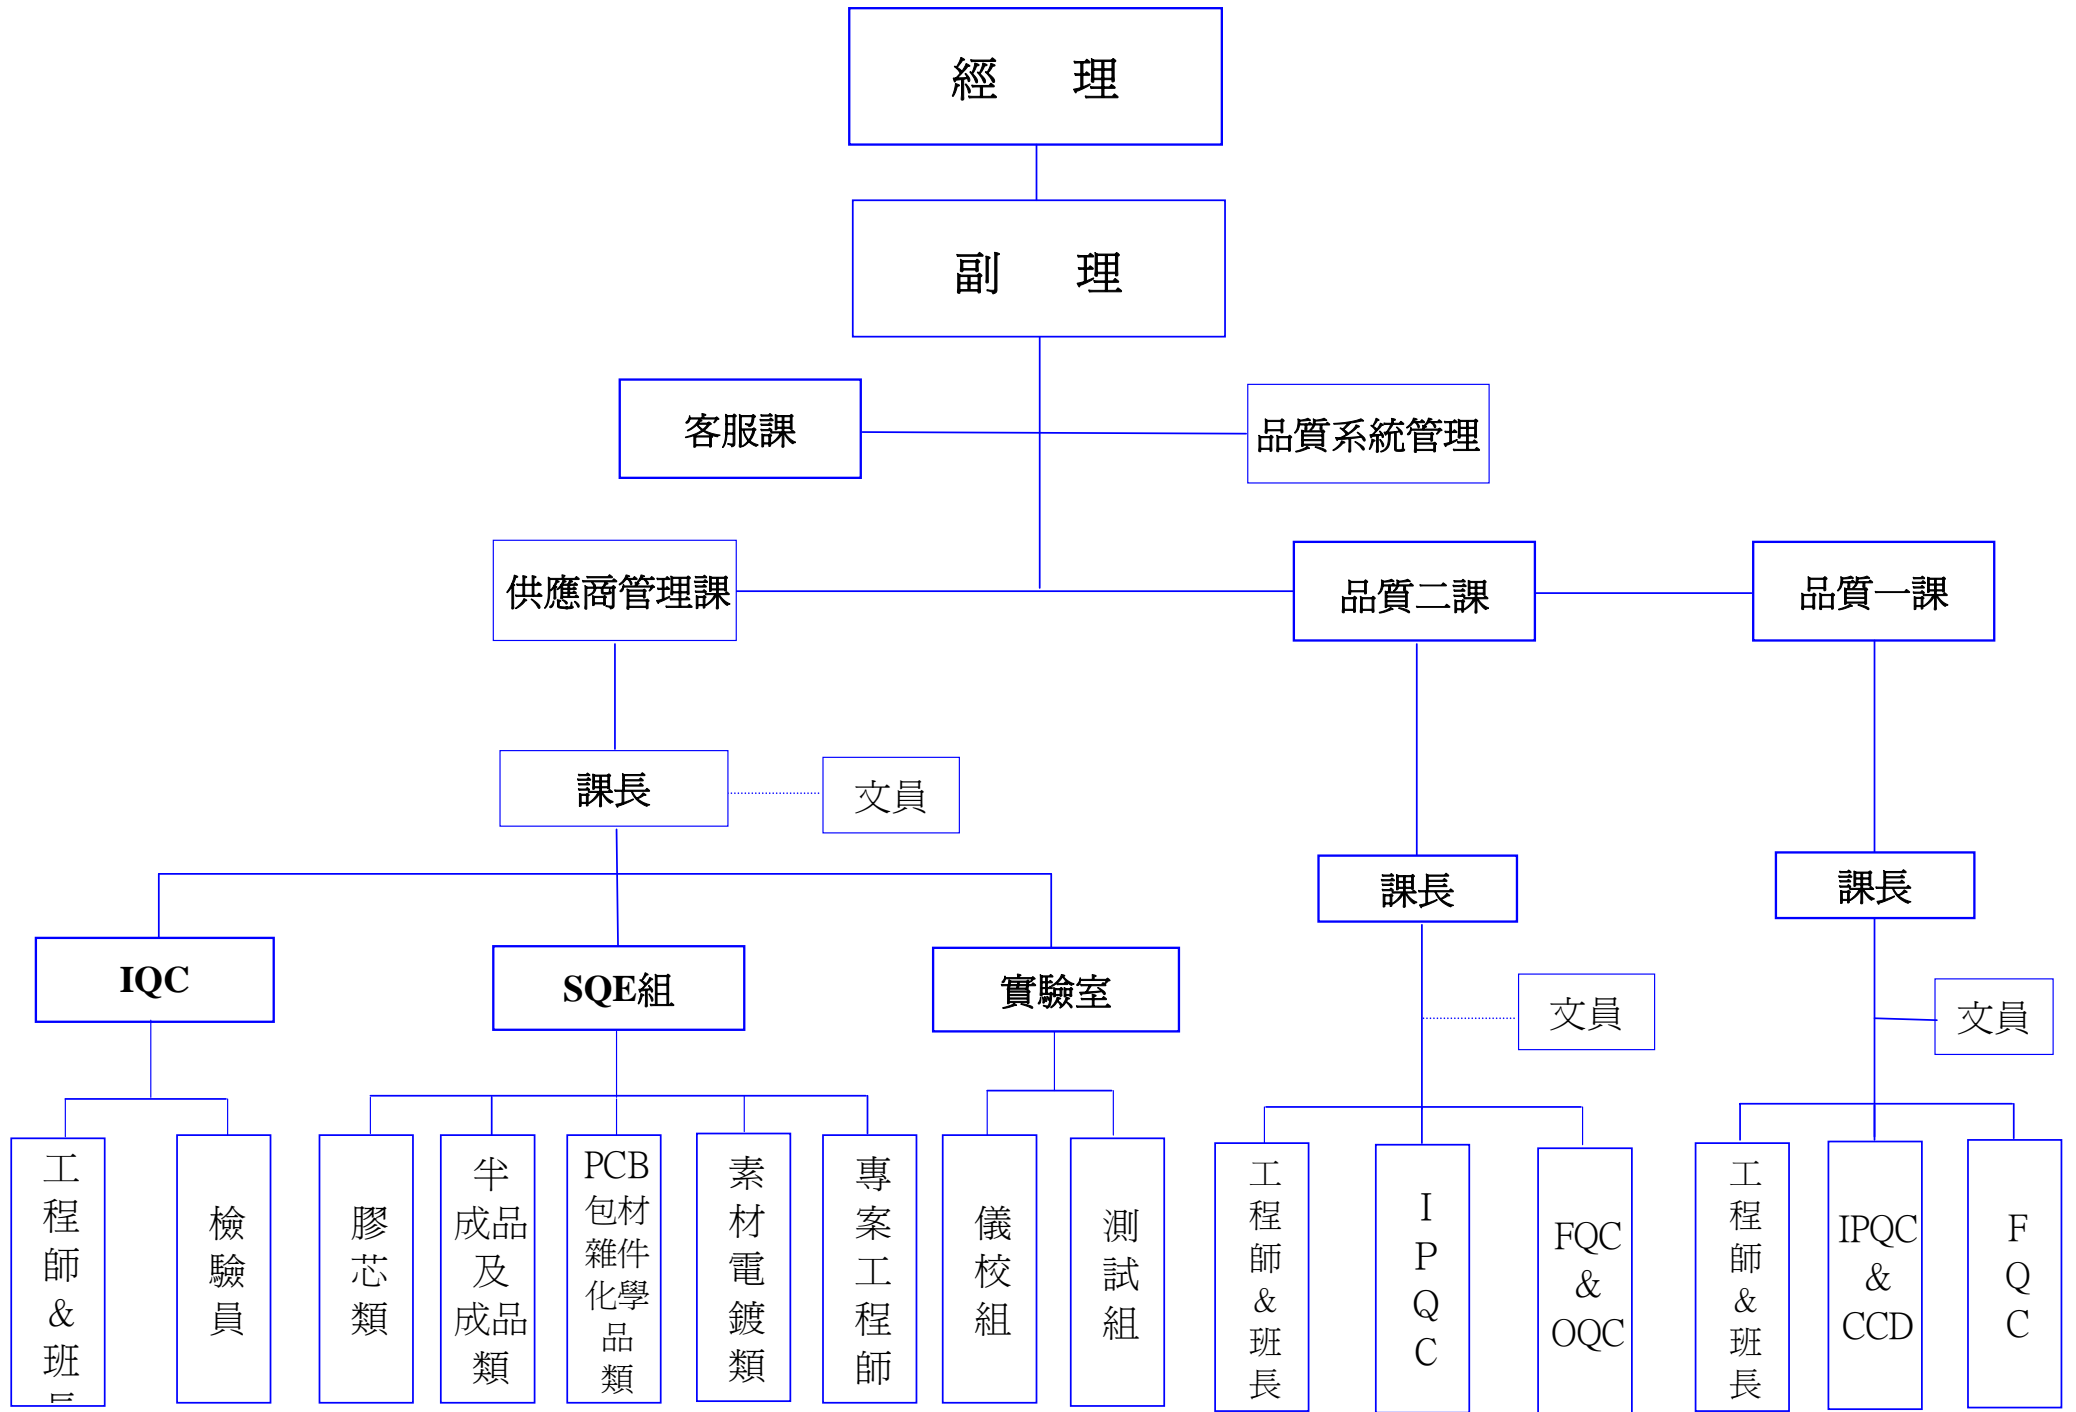 經 理
副 理
客服課
品質系統管理
供應商管理課
品質二課
品質一課
課長
文員
課長
課長
文員
文員
IQC
SQE組
實驗室
工
程
師
&
班
長
檢
驗
員
膠
芯
類
半
成品
及
成品
類
PCB
包材
雜件
化學
品
類
素
材
電
鍍
類
專
案
工
程
師
儀
校
組
測
試
組
工
程
師
&
班
長
I
P
Q
C
FQC
&
OQC
工
程
師
&
班
長
IPQC
&
CCD
F
Q
C